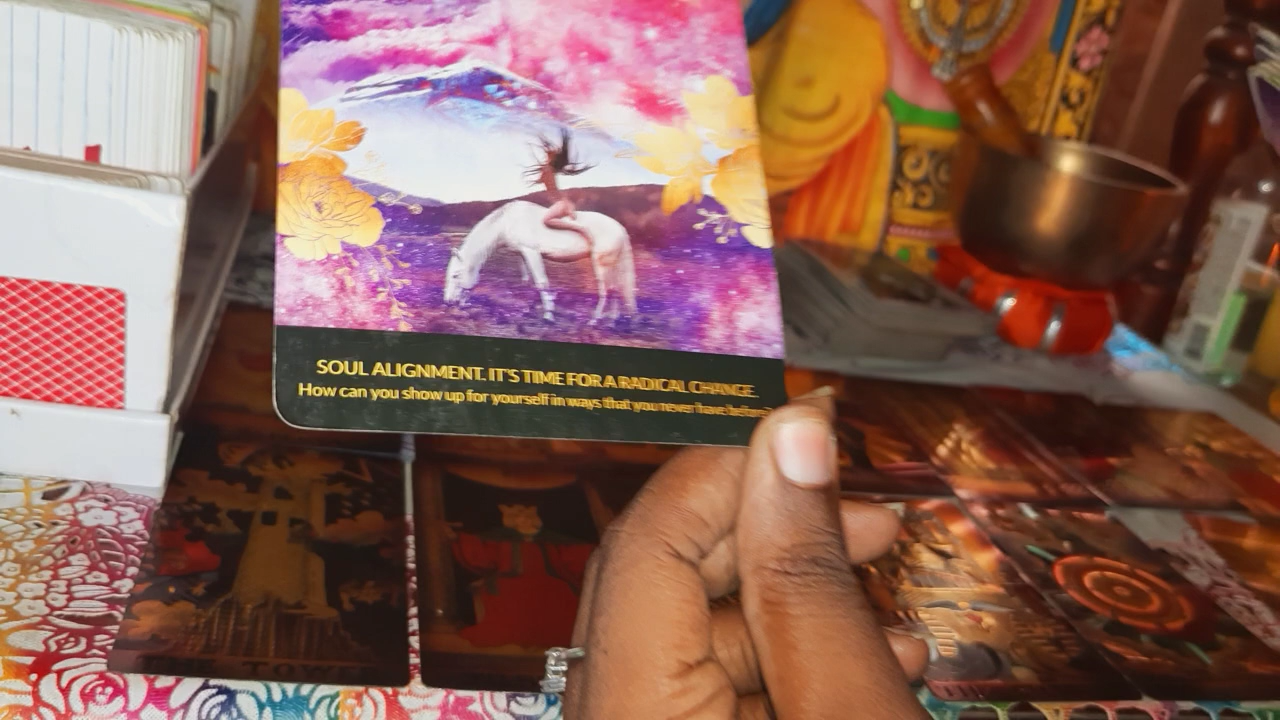 SOUL ALIGNMENT. IT'S TIME FOR A RADICAL CHANGE.
How can you show up for yourself in ways that you never have before?